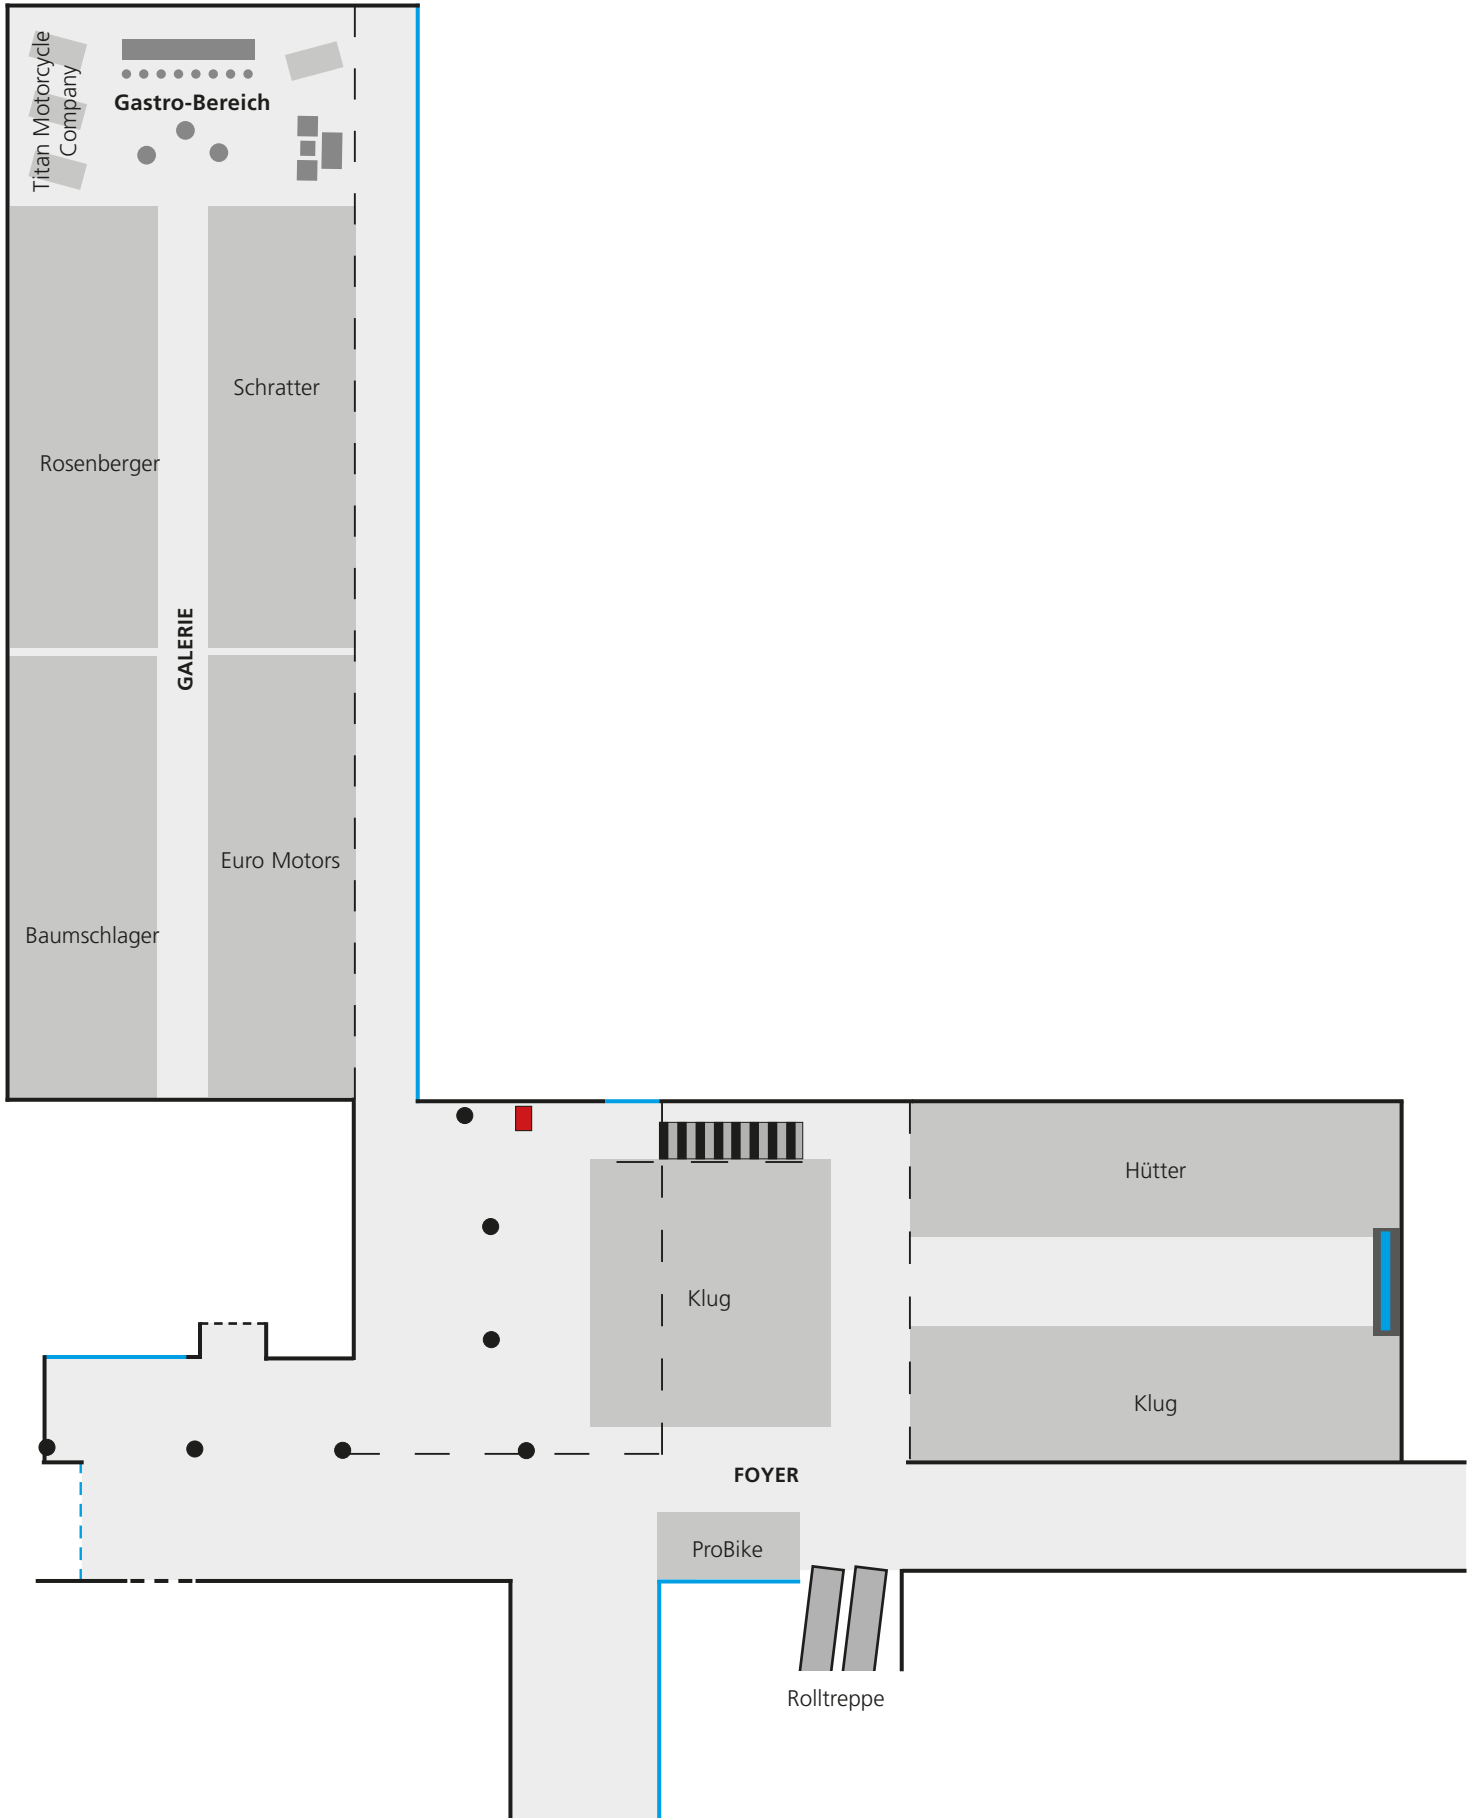 Titan Motorcycle
Company
Gastro-Bereich
Schratter
Rosenberger
GALERIE
Euro Motors
Baumschlager
Hütter
Klug
Klug
FOYER
ProBike
Rolltreppe